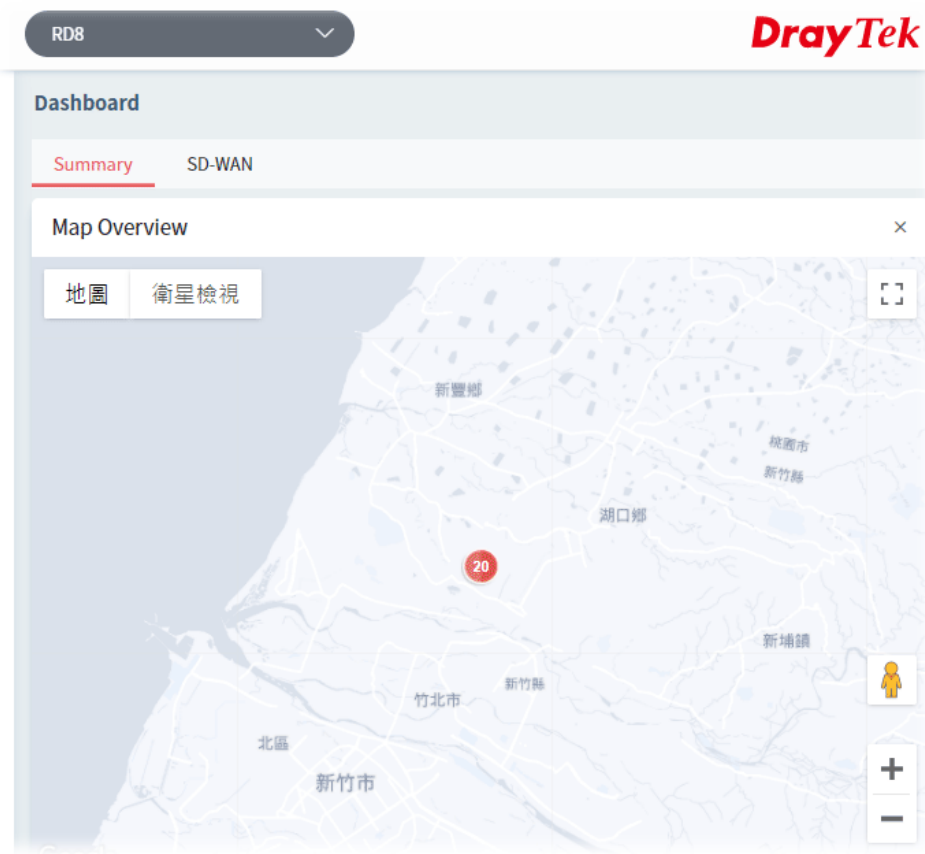 RD8
DrayTek
Dashboard
Summary SD-WAN
Map Overview ×
地圖 衛星檢視
新豐鄉
桃園市
新竹縣
湖口鄉
20
新埔鎮
新竹縣
竹北市
北區
新竹市